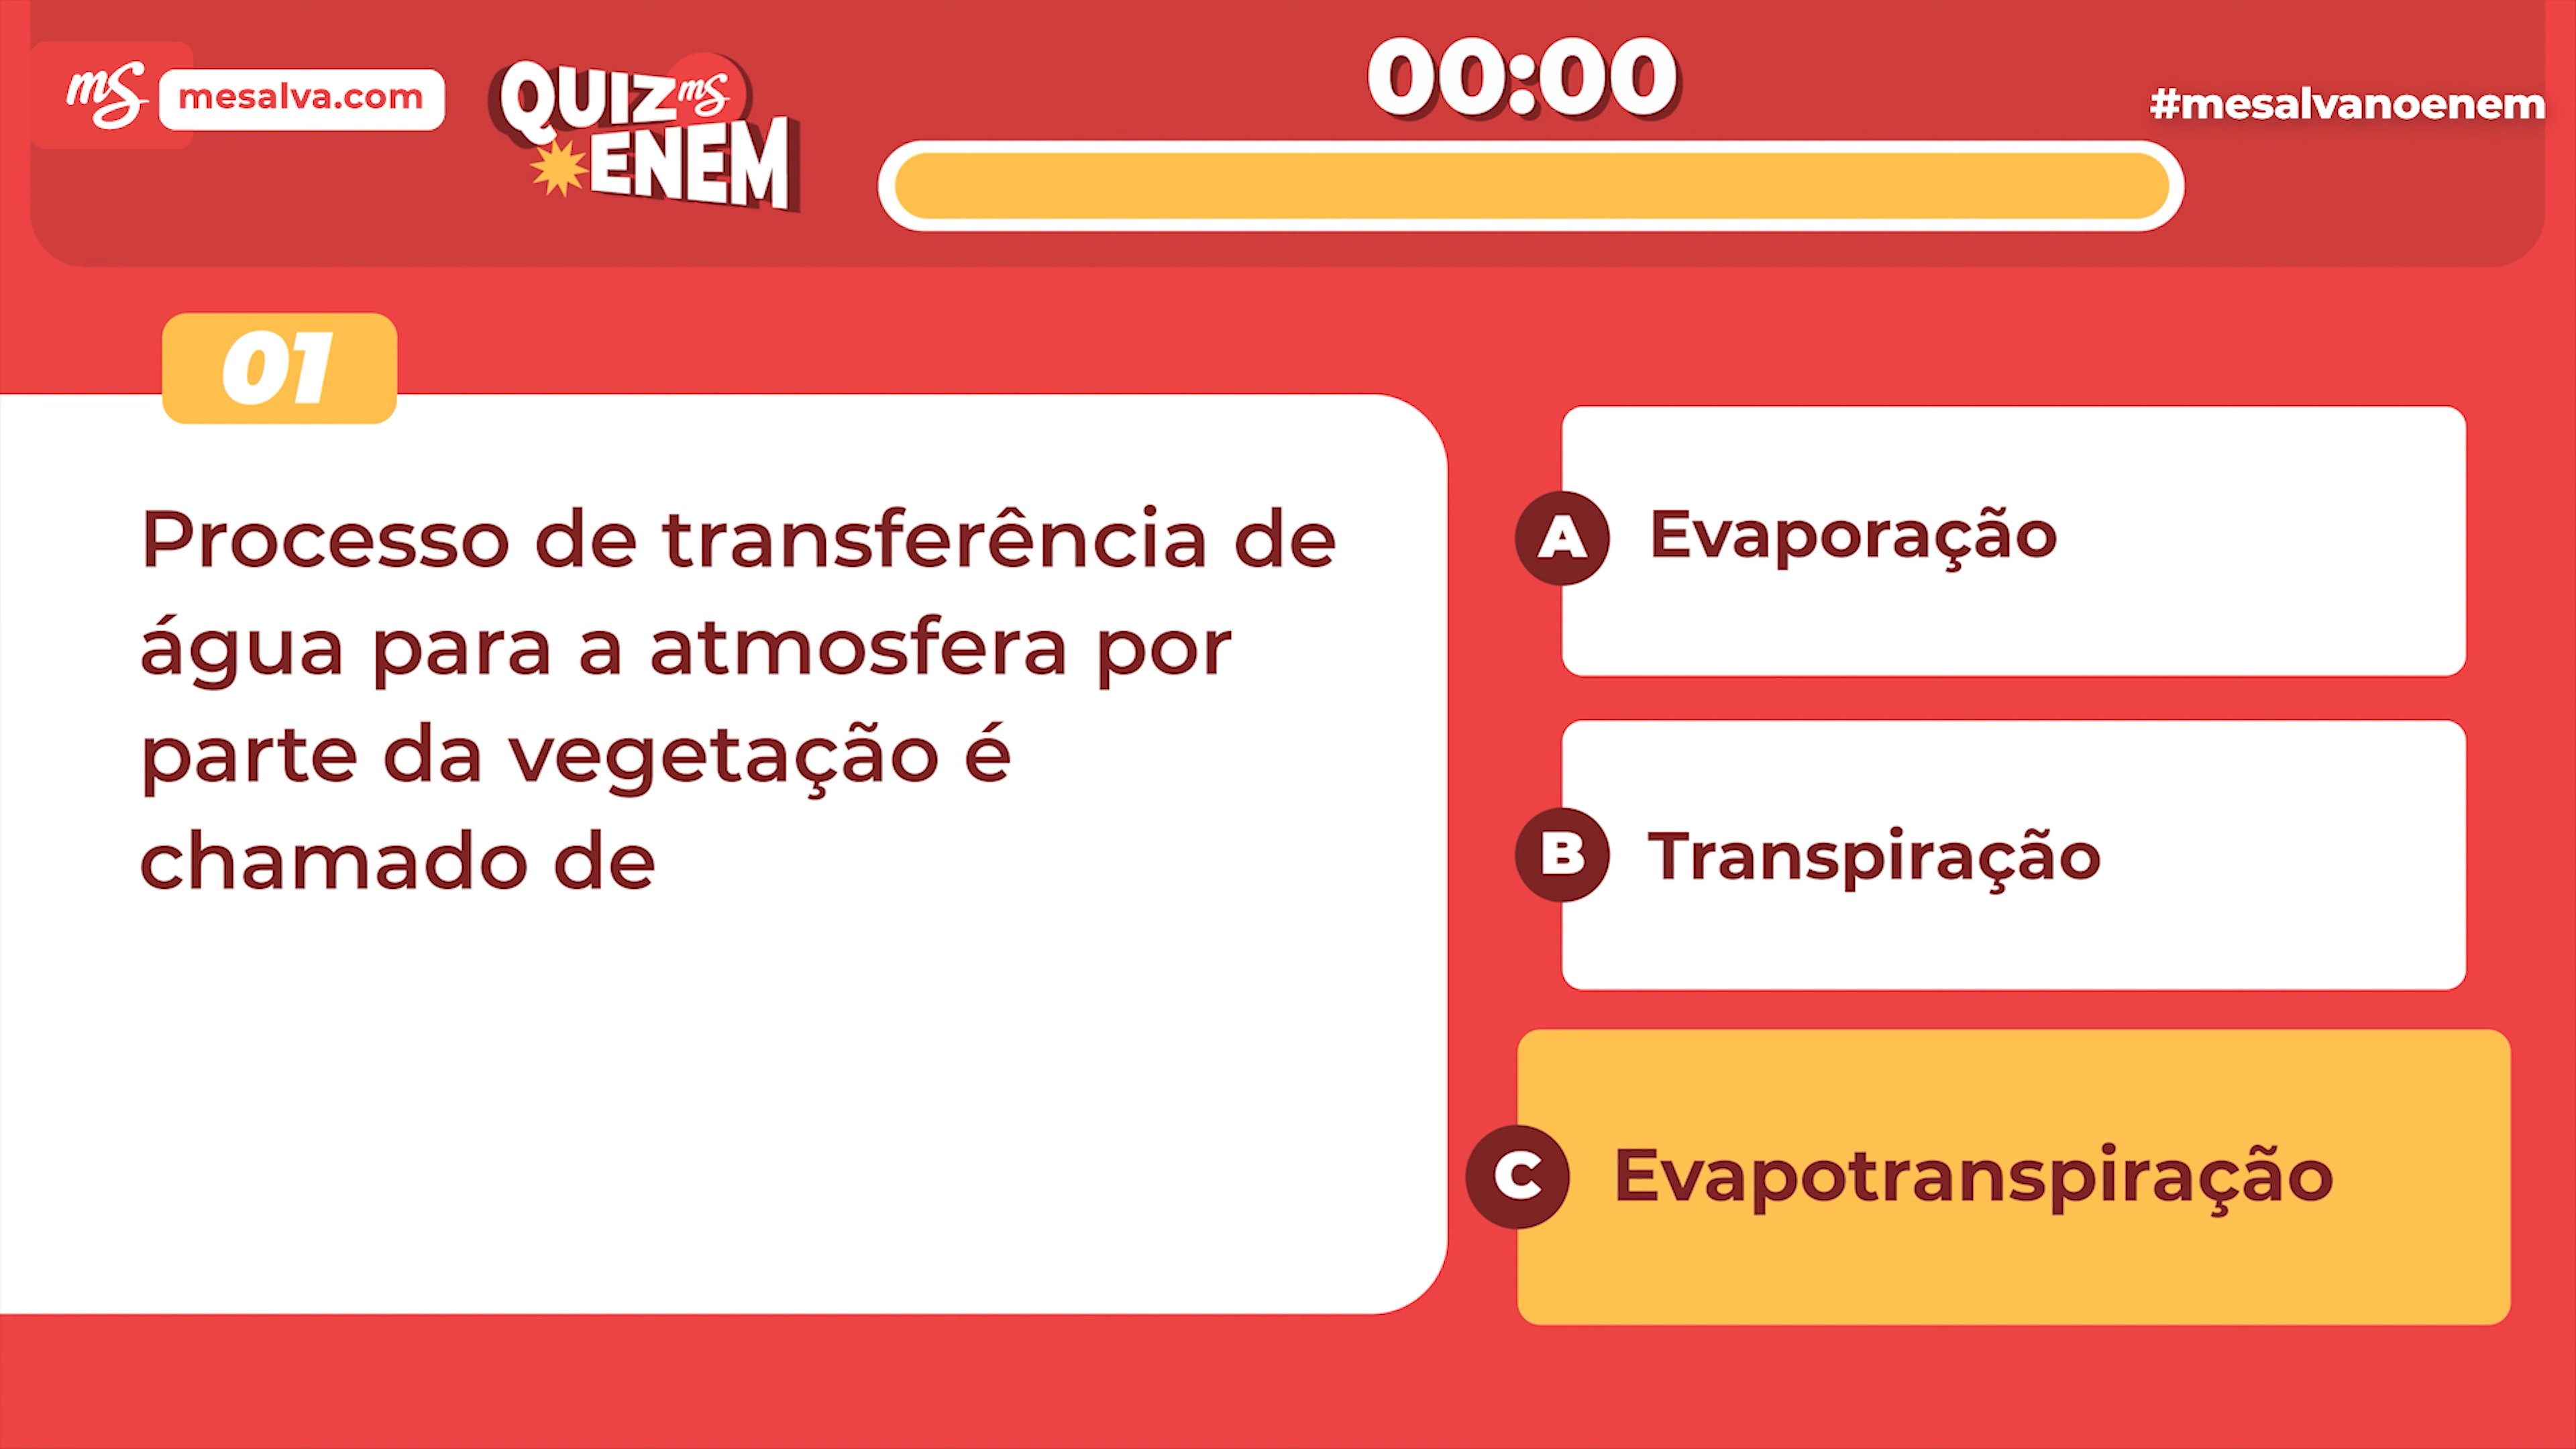 mS mesalva.com
QUIZ mS
ENEM
00:00
#mesalvanoenem
01
Processo de transferência de
água para a atmosfera por
parte da vegetação é
chamado de
A Evaporação
B Transpiração
C Evapotranspiração